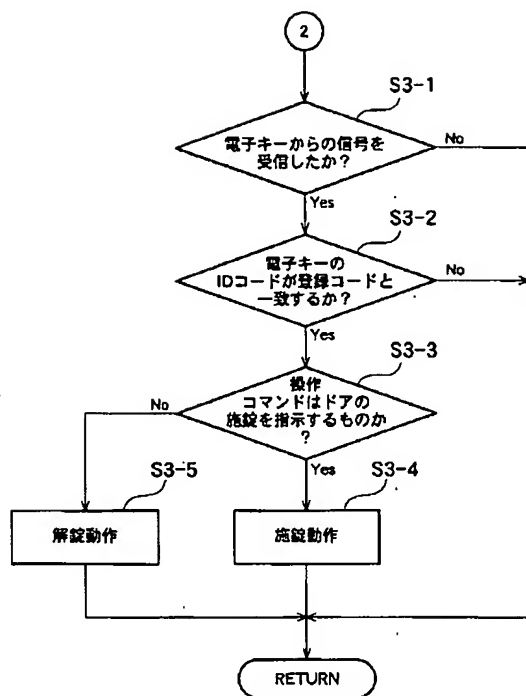 2
S3-1
電子キーからの信号を
受信したか?
No
Yes
S3-2
電子キーの
IDコードが登録コードと
一致するか?
No
Yes
S3-3
操作
コマンドはドアの
施錠を指示するものか
?
No
Yes
S3-5
S3-4
解錠動作
施錠動作
RETURN